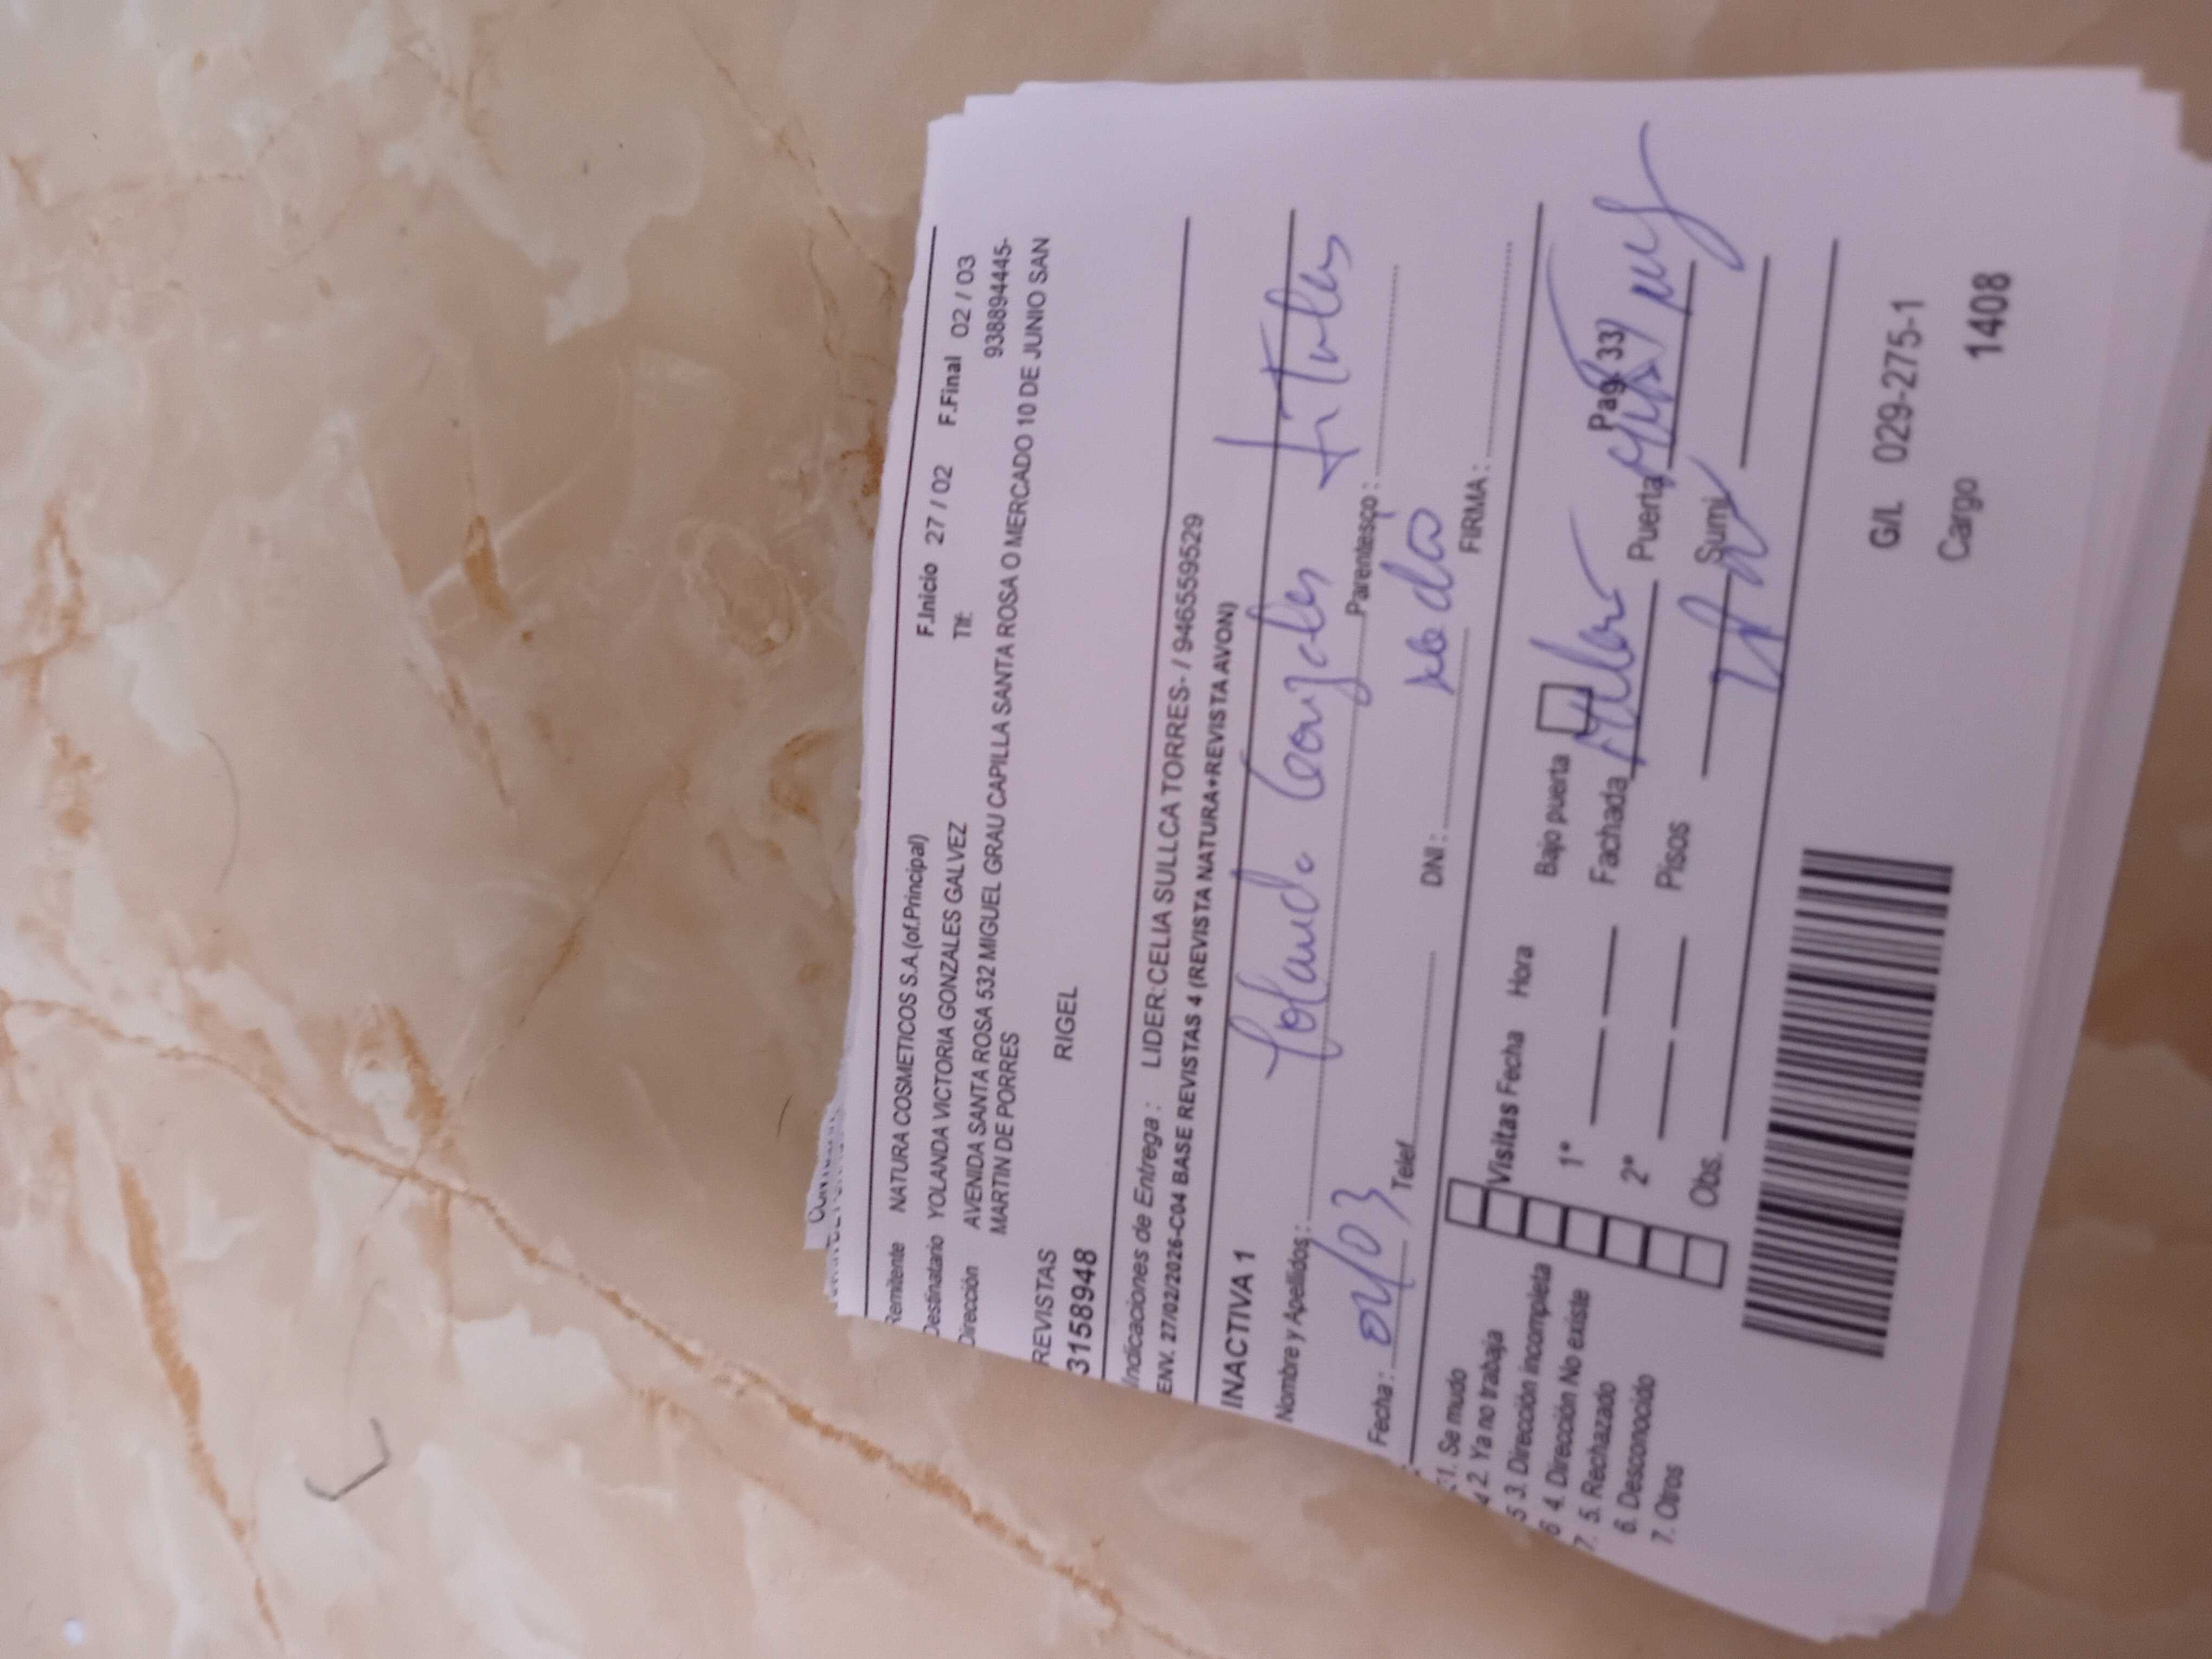 Remitente NATURA COSMETICOS S.A.(of.Principal) F.Inicio 27 / 02 F.Final 02 / 03
Destinatario YOLANDA VICTORIA GONZALES GALVEZ Tlf: 938894445-
Dirección AVENIDA SANTA ROSA 532 MIGUEL GRAU CAPILLA SANTA ROSA O MERCADO 10 DE JUNIO SAN
MARTIN DE PORRES
REVISTAS RIGEL
3158948
Indicaciones de Entrega : LIDER:CELIA SULLCA TORRES- / 946559529
ENV. 27/02/2026-C04 BASE REVISTAS 4 (REVISTA NATURA+REVISTA AVON)
INACTIVA 1
Nombre y Apellidos : Yolanda Gonzales titular
Parentesco :
Fecha : 04/03 Telef. DNI : FIRMA :
1. Se mudo
2. Ya no trabaja
3. Dirección incompleta
4. Dirección No existe
5. Rechazado
6. Desconocido
7. Otros
Visitas Fecha Hora
1°
2°
Obs.
Bajo puerta Pag 337
Fachada Puerta
Pisos Sumi
G/L 029-275-1
Cargo 1408